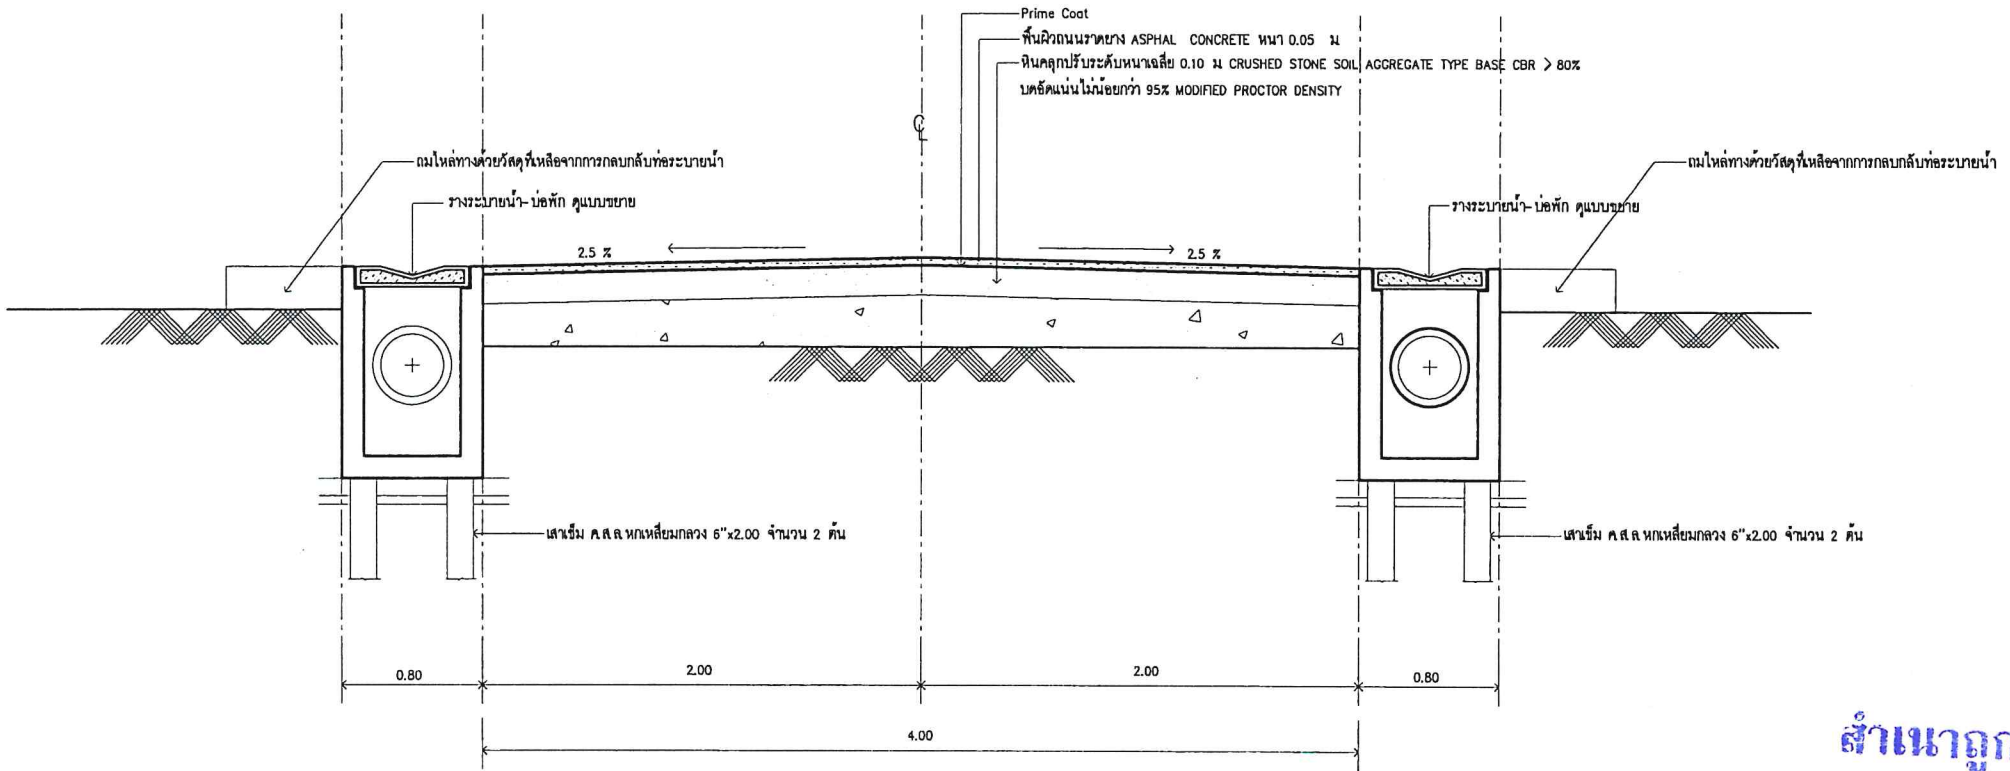 Prime Coat
พื้นผิวถนนราดยาง ASPHAL CONCRETE หนา 0.05 ม
หินคลุกปรับระดับหนาเฉลี่ย 0.10 ม CRUSHED STONE SOIL AGGREGATE TYPE BASE CBR > 80%
บดอัดแน่นไม่น้อยกว่า 95% MODIFIED PROCTOR DENSITY
℄
ถมไหล่ทางด้วยวัสดุที่เหลือจากการกลบกลับท่อระบายน้ำ
ถมไหล่ทางด้วยวัสดุที่เหลือจากการกลบกลับท่อระบายน้ำ
รางระบายน้ำ-บ่อพัก ดูแบบขยาย
รางระบายน้ำ-บ่อพัก ดูแบบขยาย
2.5 %
2.5 %
เสาเข็ม ค.ส.ล หกเหลี่ยมกลวง 6"x2.00 จำนวน 2 ต้น
เสาเข็ม ค.ส.ล หกเหลี่ยมกลวง 6"x2.00 จำนวน 2 ต้น
0.80
2.00
2.00
0.80
4.00
สำเนาถูก